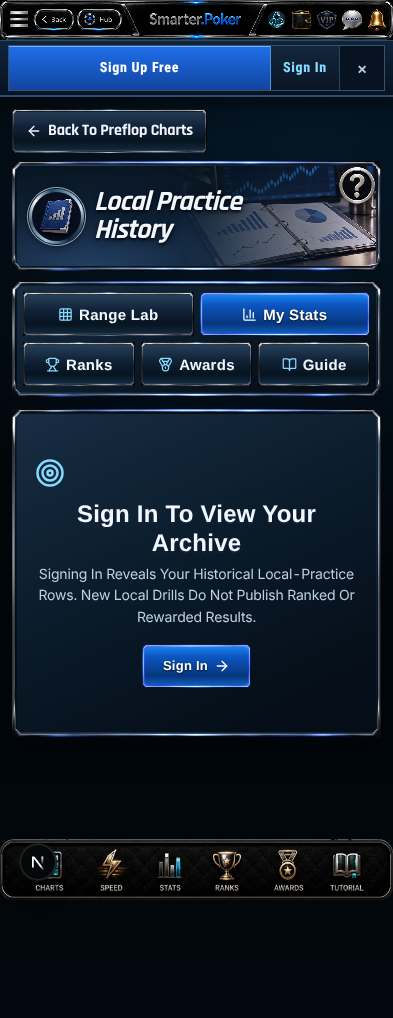 Back
Hub
Smarter.Poker
VIP
Sign Up Free
Sign In
×
Back To Preflop Charts
Local Practice
History
?
Range Lab
My Stats
Ranks
Awards
Guide
Sign In To View Your
Archive
Signing In Reveals Your Historical Local-Practice
Rows. New Local Drills Do Not Publish Ranked Or
Rewarded Results.
Sign In
N
CHARTS
SPEED
STATS
RANKS
AWARDS
TUTORIAL